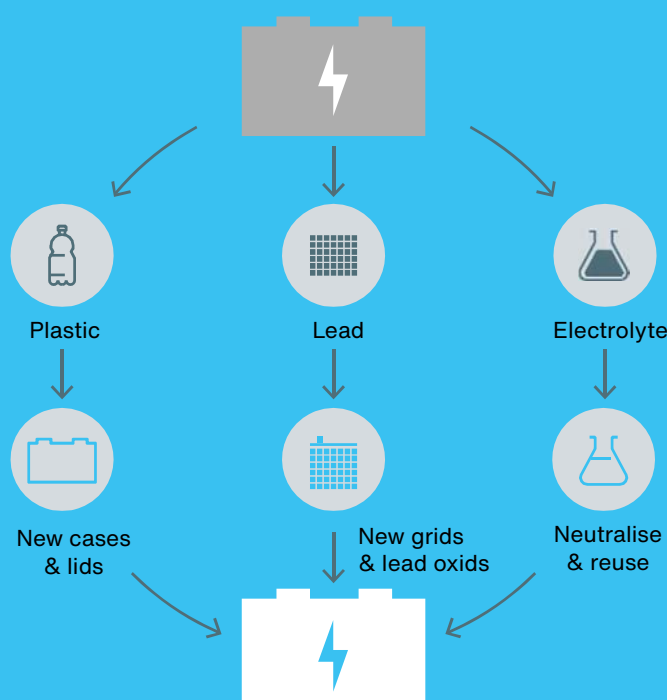 Plastic
Lead
Electrolyte
New cases
& lids
New grids
& lead oxids
Neutralise
& reuse